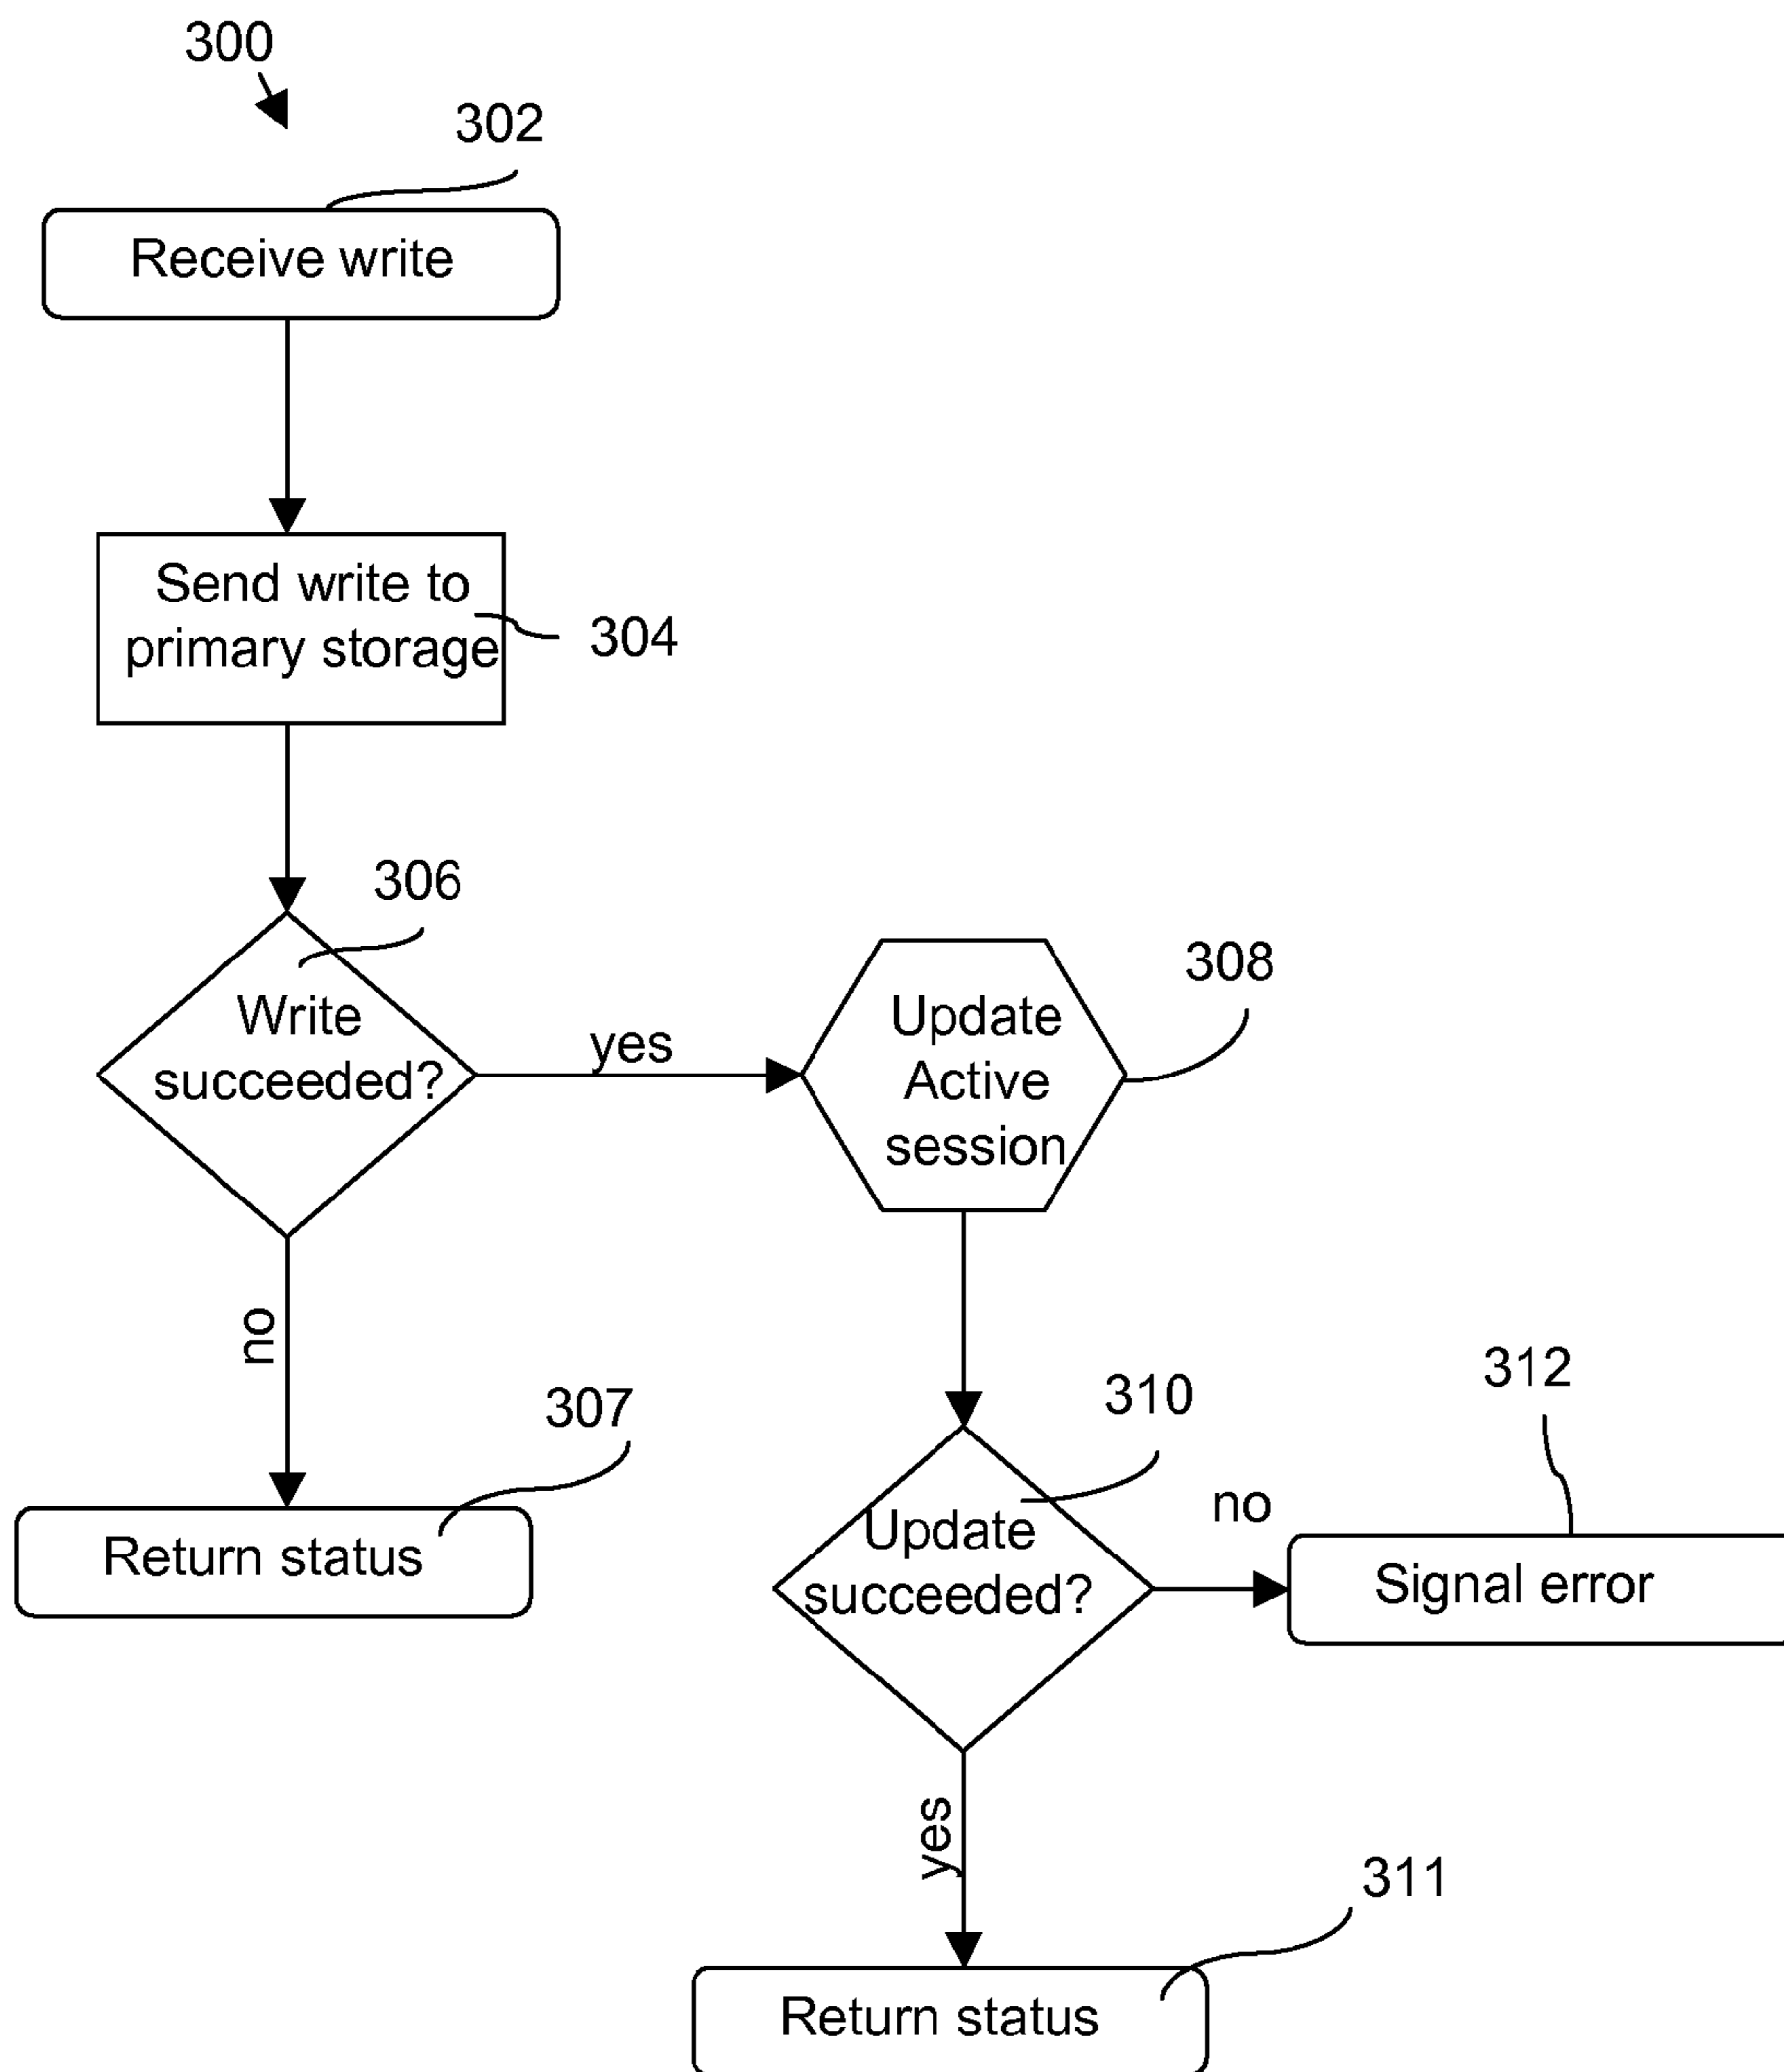 300
302
Receive write
Send write to
primary storage
304
306
Write
succeeded?
yes
Update
Active
session
308
no
307
Return status
310
Update
succeeded?
no
312
Signal error
yes
311
Return status